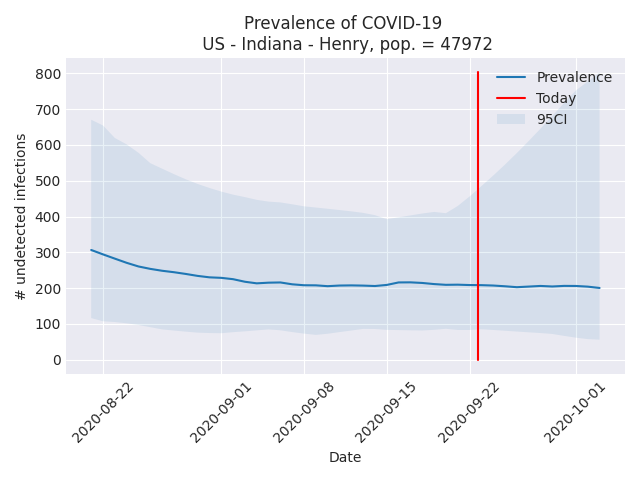 Prevalence of COVID-19
US - Indiana - Henry, pop. = 47972
800
700
600
500
400
300
200
100
0
# undetected infections
Prevalence
Today
95CI
2020-08-22
2020-09-01
2020-09-08
2020-09-15
2020-09-22
2020-10-01
Date